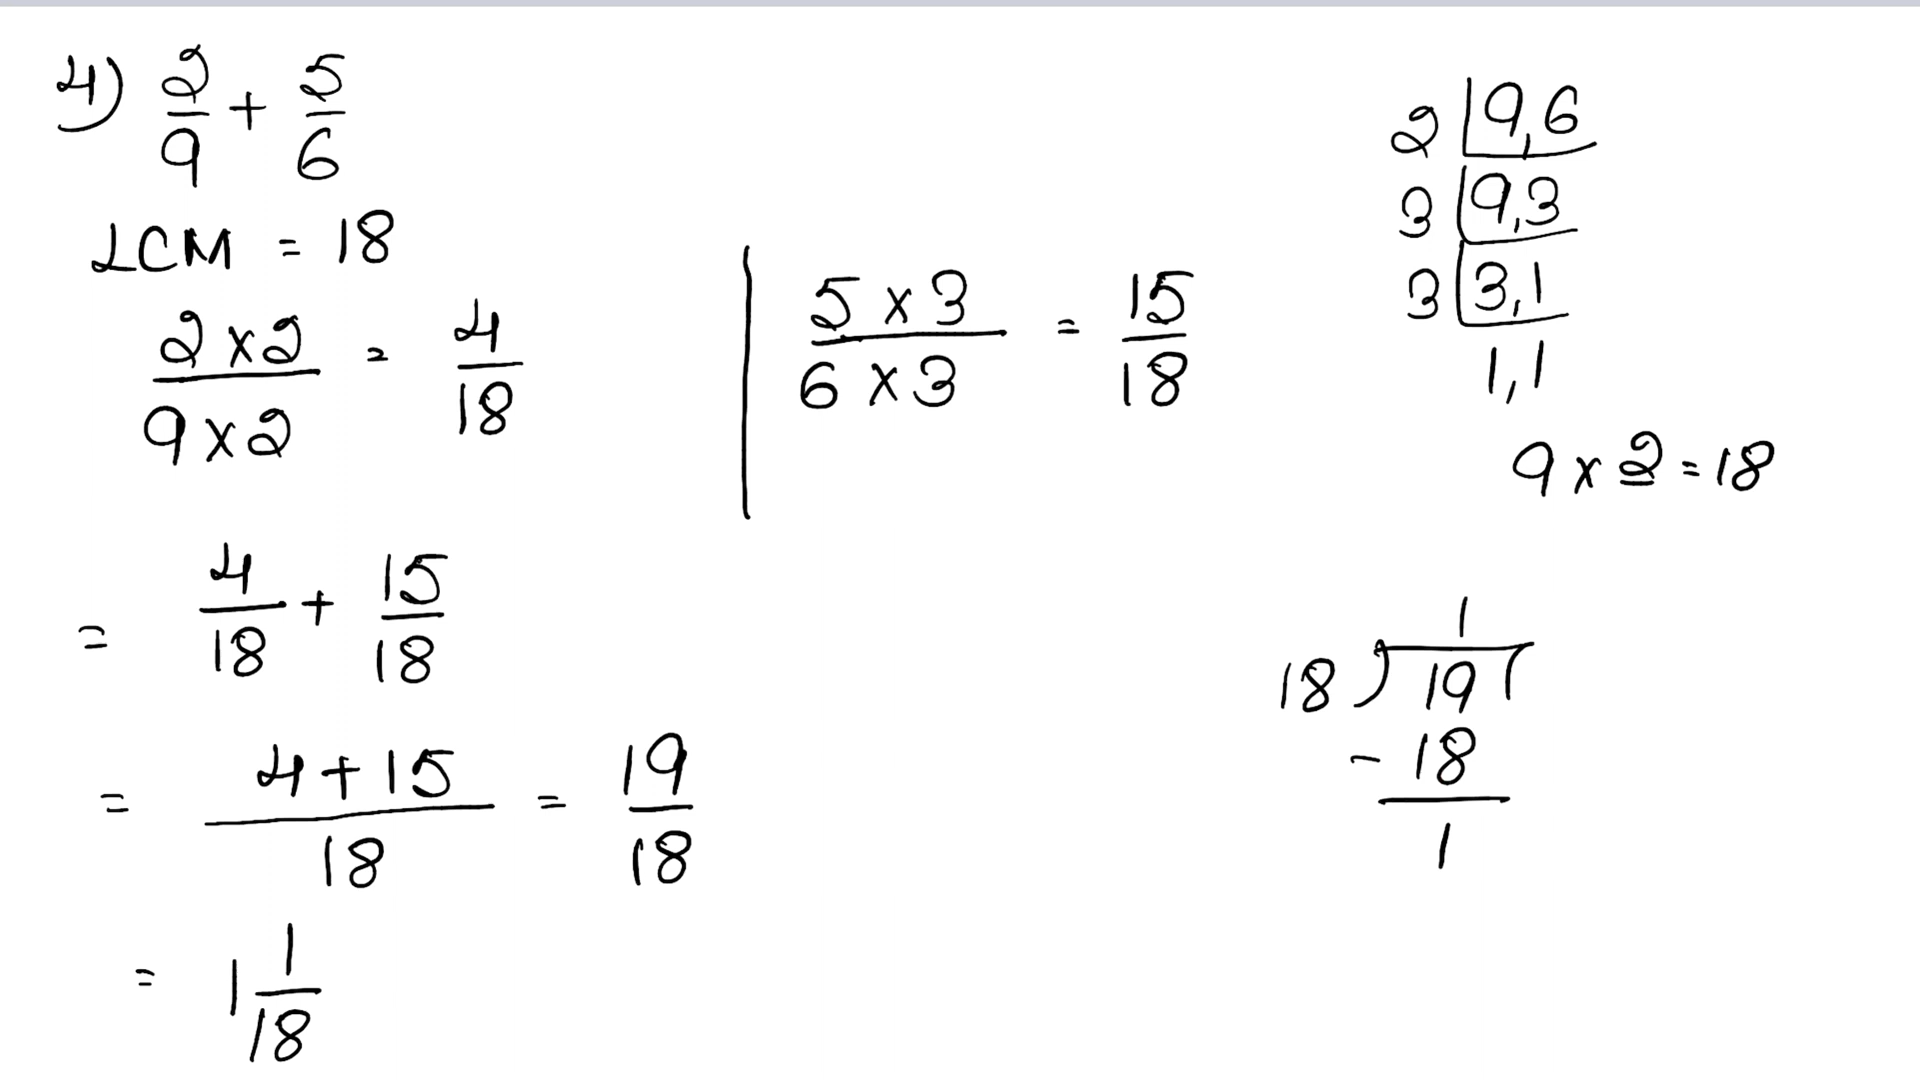 4) 2/9 + 5/6
LCM = 18
2 x 2 / 9 x 2 = 4/18
5 x 3 / 6 x 3 = 15/18
2 | 9, 6
3 | 9, 3
3 | 3, 1
1, 1
9 x 2 = 18
= 4/18 + 15/18
= 4 + 15 / 18 = 19/18
= 1 1/18
1
18 ) 19 (
- 18
1